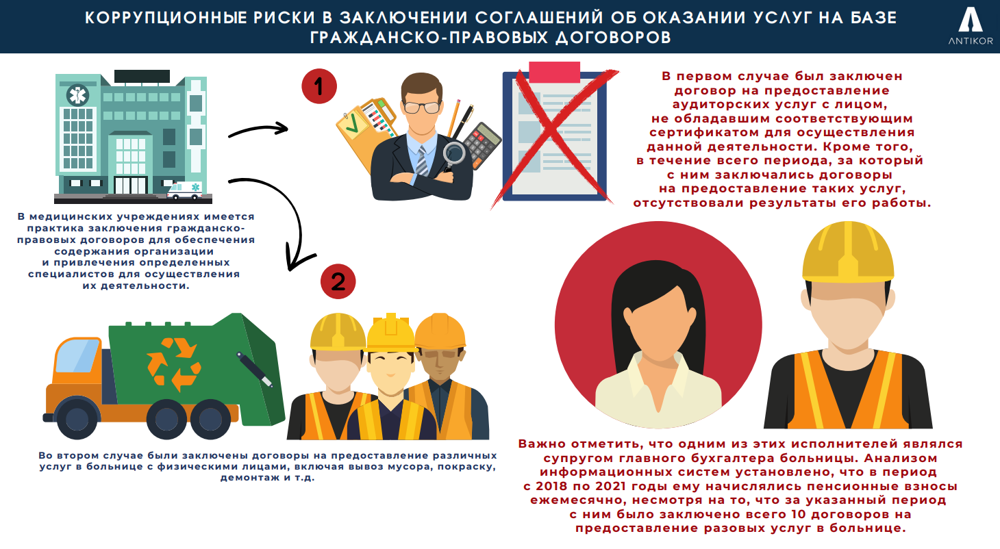 КОРРУПЦИОННЫЕ РИСКИ В ЗАКЛЮЧЕНИИ СОГЛАШЕНИЙ ОБ ОКАЗАНИИ УСЛУГ НА БАЗЕ
ГРАЖДАНСКО-ПРАВОВЫХ ДОГОВОРОВ
ANTIKOR
В медицинских учреждениях имеется
практика заключения гражданско-
правовых договоров для обеспечения
содержания организации
и привлечения определенных
специалистов для осуществления
их деятельности.
1
В первом случае был заключен
договор на предоставление
аудиторских услуг с лицом,
не обладавшим соответствующим
сертификатом для осуществления
данной деятельности. Кроме того,
в течение всего периода, за который
с ним заключались договоры
на предоставление таких услуг,
отсутствовали результаты его работы.
2
Во втором случае были заключены договоры на предоставление различных
услуг в больнице с физическими лицами, включая вывоз мусора, покраску,
демонтаж и т.д.
Важно отметить, что одним из этих исполнителей являлся
супругом главного бухгалтера больницы. Анализом
информационных систем установлено, что в период
с 2018 по 2021 годы ему начислялись пенсионные взносы
ежемесячно, несмотря на то, что за указанный период
с ним было заключено всего 10 договоров на
предоставление разовых услуг в больнице.